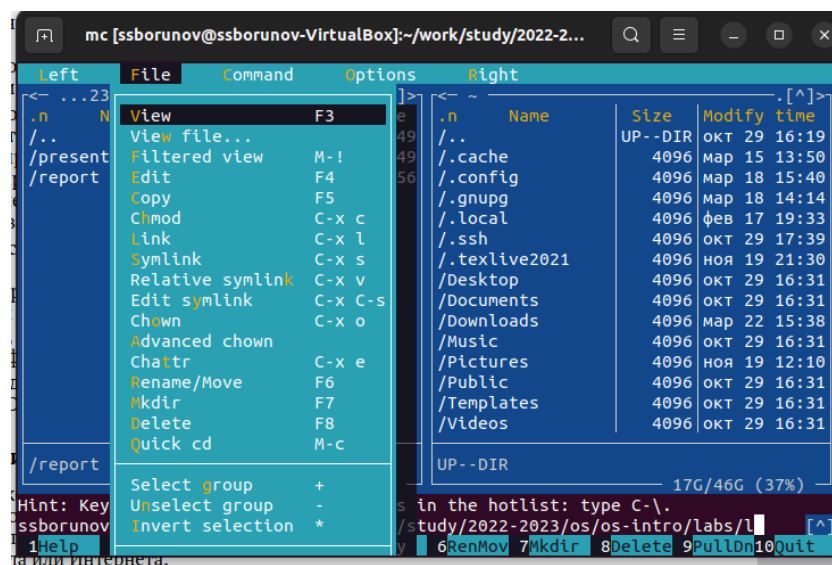 mc [ssborunov@ssborunov-VirtualBox]:~/work/study/2022-2...
Left File Command Options Right
<— ...23 ]>
<— ~ .[^]>
.n N
/..
/present
/report
View F3
View file...
Filtered view M-!
Edit F4
Copy F5
Chmod C-x c
Link C-x l
Symlink C-x s
Relative symlink C-x v
Edit symlink C-x C-s
Chown C-x o
Advanced chown
Chattr C-x e
Rename/Move F6
Mkdir F7
Delete F8
Quick cd M-c
Select group +
Unselect group -
Invert selection *
e
49
49
56
.n Name Size Modify time
/.. UP--DIR окт 29 16:19
/.cache 4096 мар 15 13:50
/.config 4096 мар 18 15:40
/.gnupg 4096 мар 18 14:14
/.local 4096 фев 17 19:33
/.ssh 4096 окт 29 17:39
/.texlive2021 4096 ноя 19 21:30
/Desktop 4096 окт 29 16:31
/Documents 4096 окт 29 16:31
/Downloads 4096 мар 22 15:38
/Music 4096 окт 29 16:31
/Pictures 4096 ноя 19 12:10
/Public 4096 окт 29 16:31
/Templates 4096 окт 29 16:31
/Videos 4096 окт 29 16:31
/report
UP--DIR
17G/46G (37%)
Hint: Key s in the hotlist: type C-\.
ssborunov /study/2022-2023/os/os-intro/labs/l [^]
1Help y 6RenMov 7Mkdir 8Delete 9PullDn 10Quit
та или Интернета.